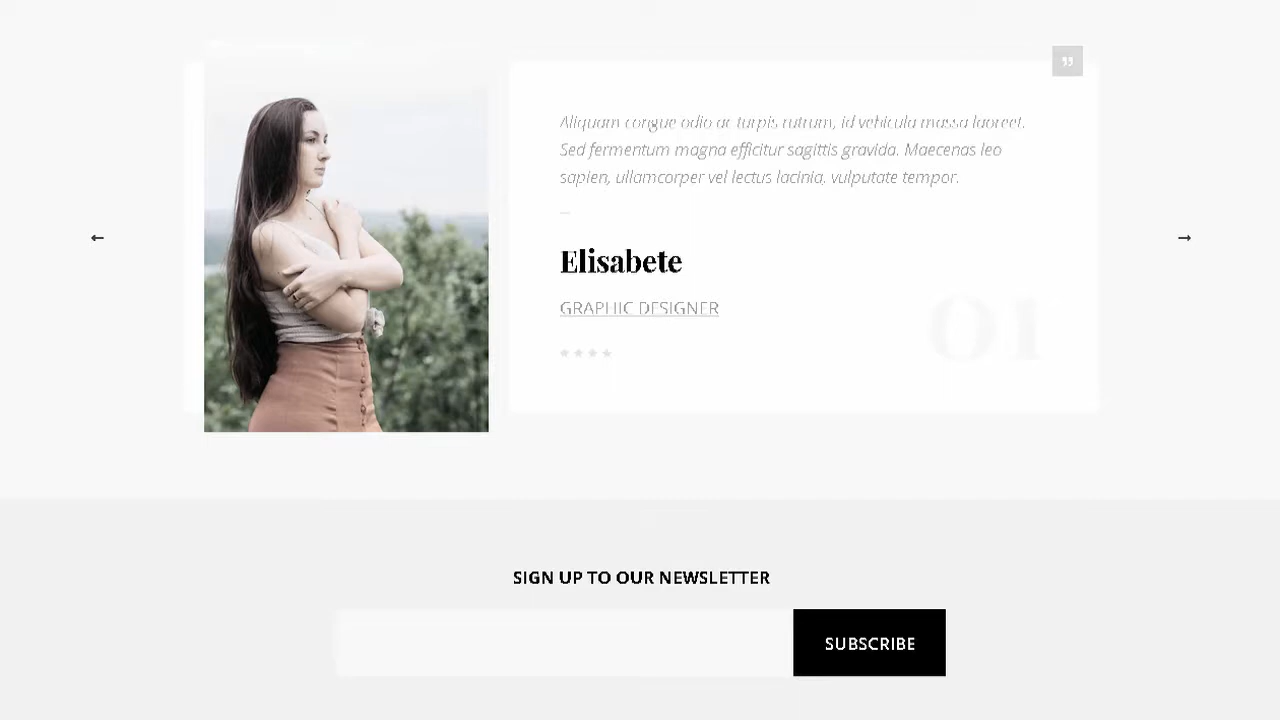 ”
Aliquam congue odio ac turpis rutrum, id vehicula massa laoreet.
Sed fermentum magna efficitur sagittis gravida. Maecenas leo
sapien, ullamcorper vel lectus lacinia, vulputate tempor.
Elisabete
GRAPHIC DESIGNER
01
SIGN UP TO OUR NEWSLETTER
SUBSCRIBE